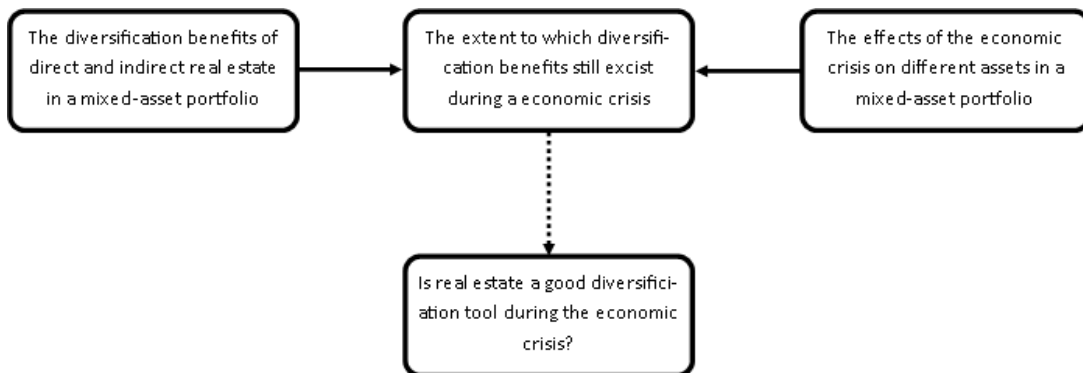 The diversification benefits of
direct and indirect real estate
in a mixed-asset portfolio
The extent to which diversifi-
cation benefits still excist
during a economic crisis
The effects of the economic
crisis on different assets in a
mixed-asset portfolio
Is real estate a good diversifici-
ation tool during the economic
crisis?